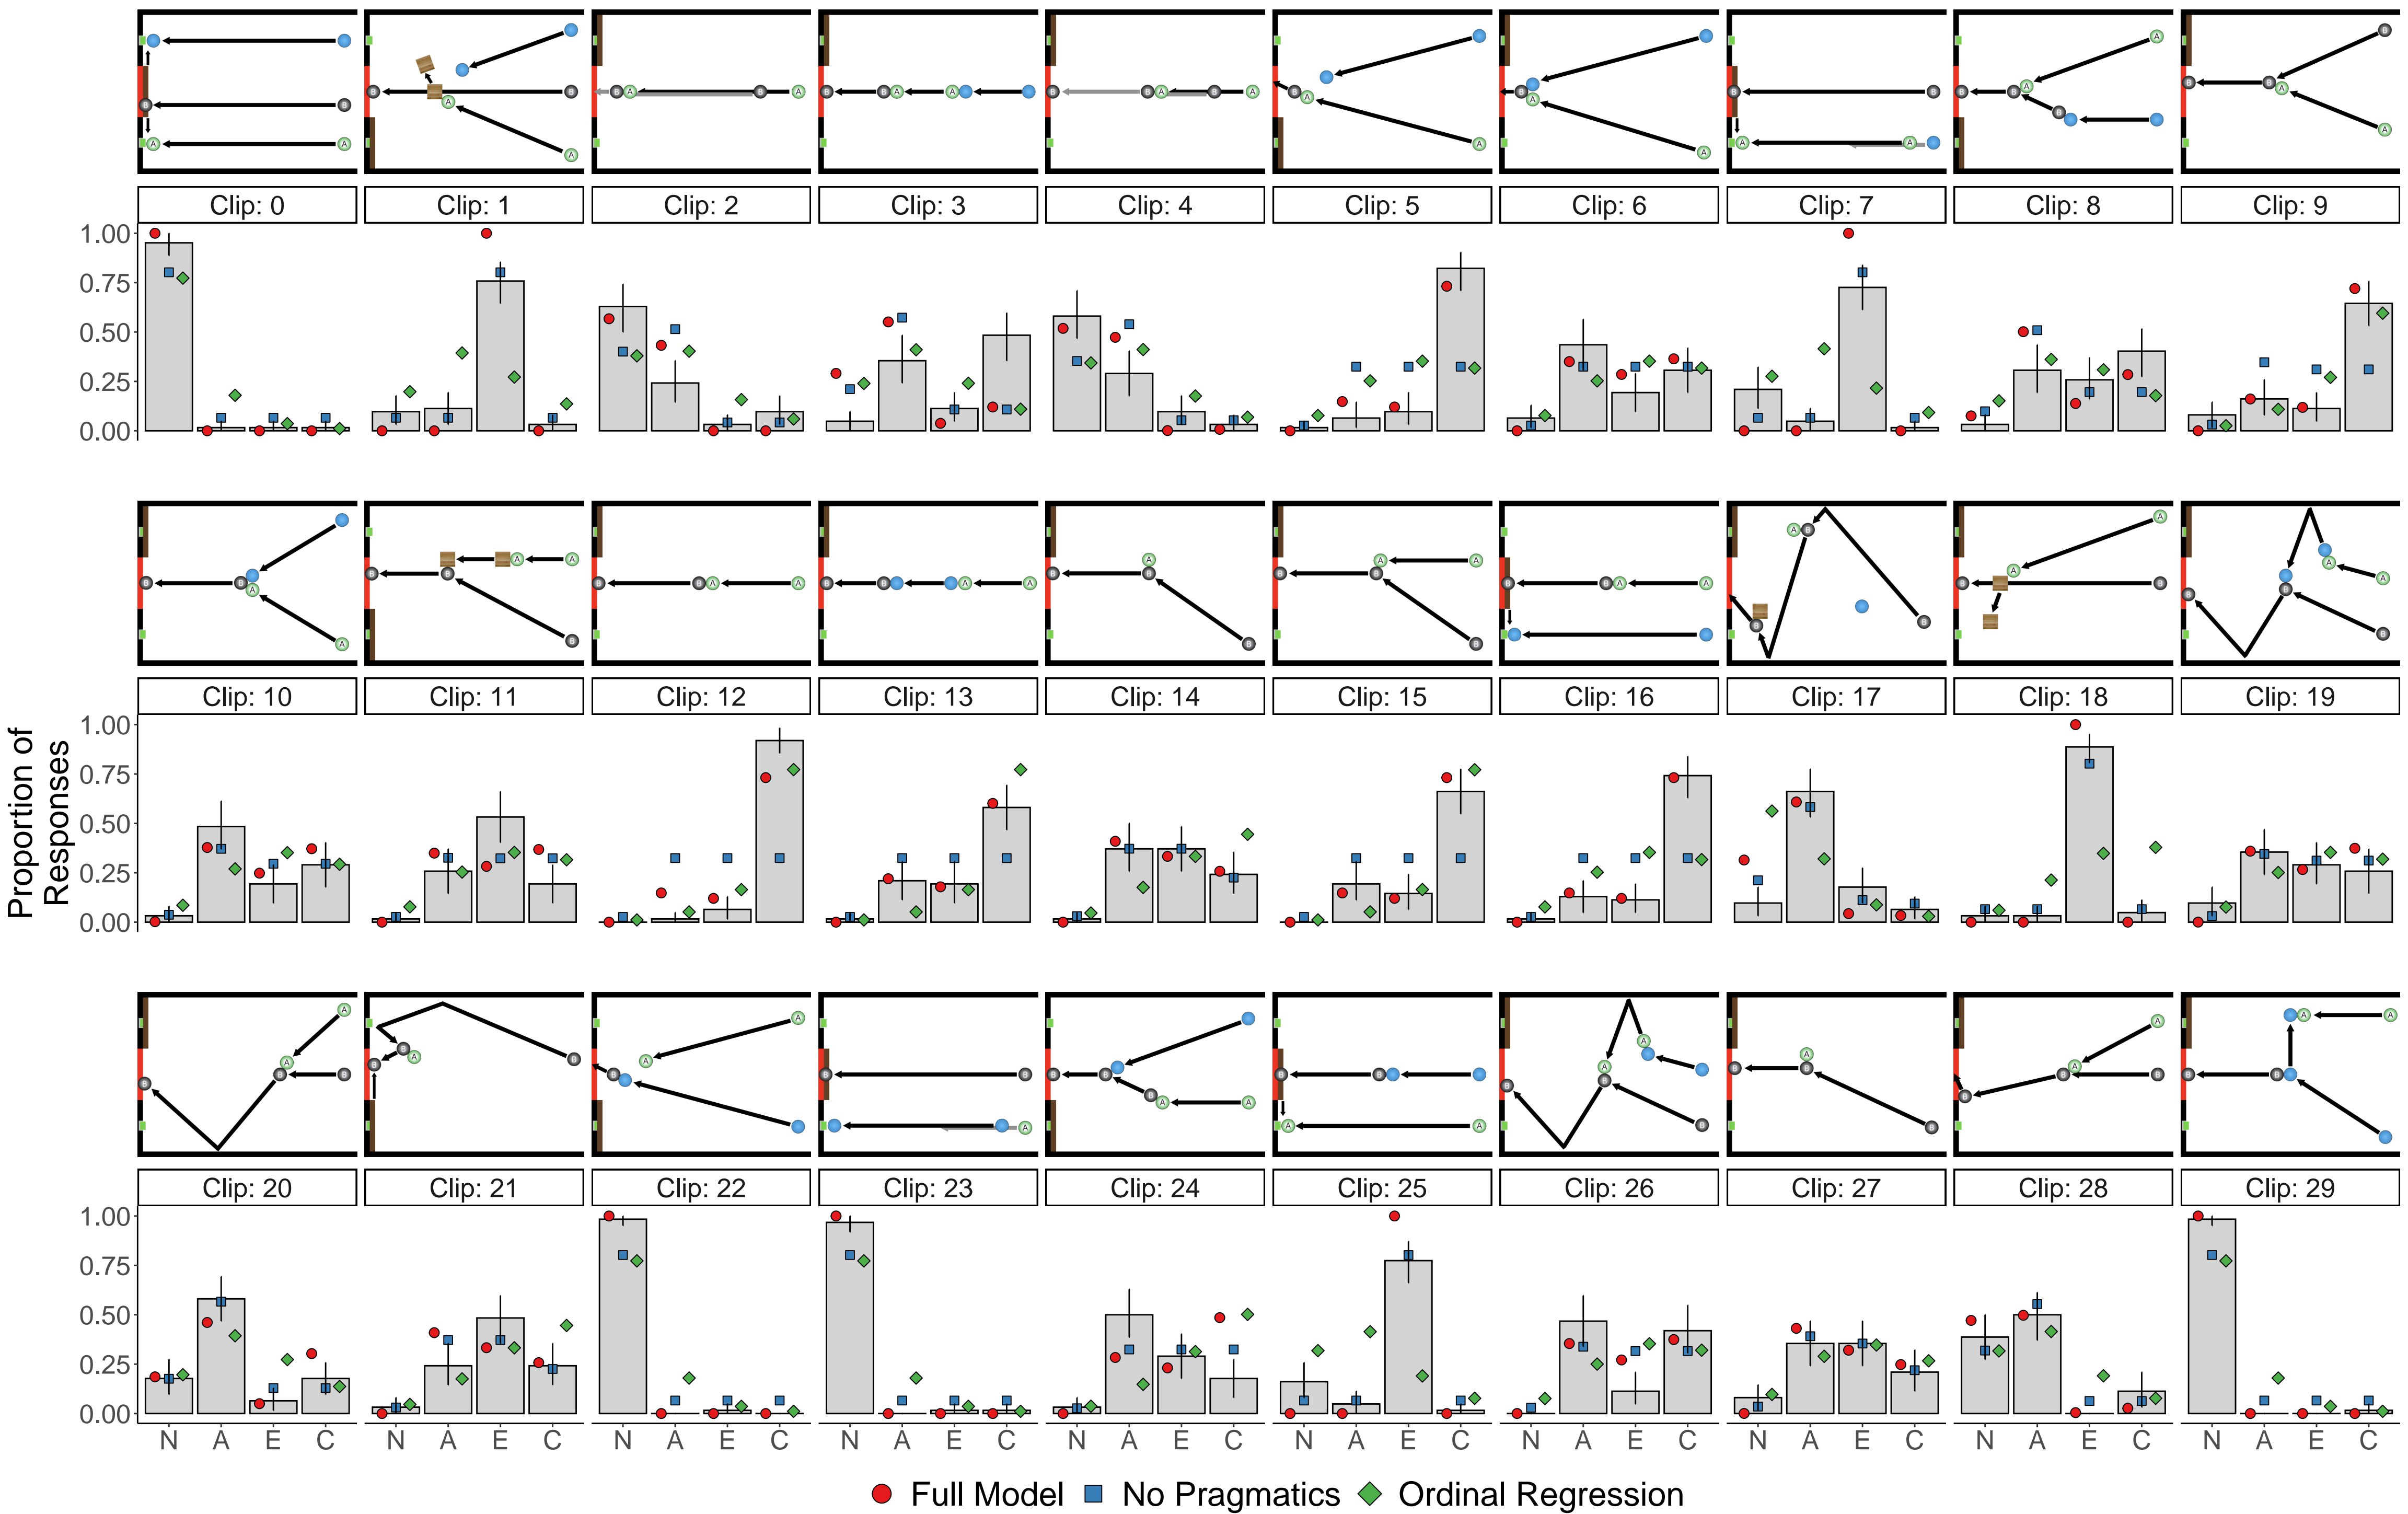 Clip: 0 Clip: 1 Clip: 2 Clip: 3 Clip: 4 Clip: 5 Clip: 6 Clip: 7 Clip: 8 Clip: 9
1.00
0.75
0.50
0.25
0.00
Clip: 10 Clip: 11 Clip: 12 Clip: 13 Clip: 14 Clip: 15 Clip: 16 Clip: 17 Clip: 18 Clip: 19
Proportion of
Responses
1.00
0.75
0.50
0.25
0.00
Clip: 20 Clip: 21 Clip: 22 Clip: 23 Clip: 24 Clip: 25 Clip: 26 Clip: 27 Clip: 28 Clip: 29
1.00
0.75
0.50
0.25
0.00
N A E C N A E C N A E C N A E C N A E C N A E C N A E C N A E C N A E C N A E C
Full Model No Pragmatics Ordinal Regression